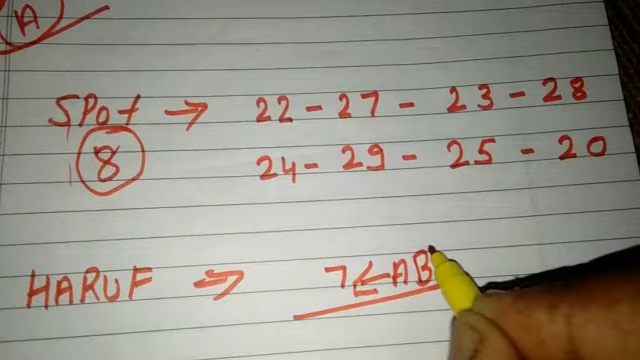 A
SPot → 22 - 27 - 23 - 28
8 24 - 29 - 25 - 20
HARUF → 7 ← AB